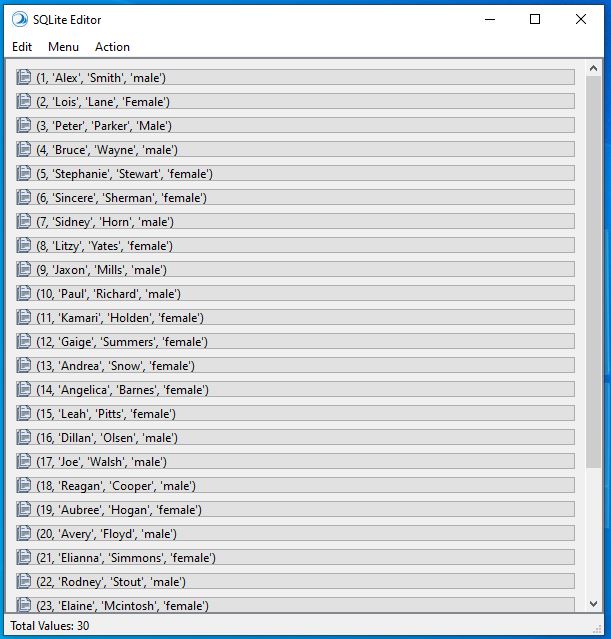 SQLite Editor
Edit Menu Action
(1, 'Alex', 'Smith', 'male')
(2, 'Lois', 'Lane', 'Female')
(3, 'Peter', 'Parker', 'Male')
(4, 'Bruce', 'Wayne', 'male')
(5, 'Stephanie', 'Stewart', 'female')
(6, 'Sincere', 'Sherman', 'female')
(7, 'Sidney', 'Horn', 'male')
(8, 'Litzy', 'Yates', 'female')
(9, 'Jaxon', 'Mills', 'male')
(10, 'Paul', 'Richard', 'male')
(11, 'Kamari', 'Holden', 'female')
(12, 'Gaige', 'Summers', 'female')
(13, 'Andrea', 'Snow', 'female')
(14, 'Angelica', 'Barnes', 'female')
(15, 'Leah', 'Pitts', 'female')
(16, 'Dillan', 'Olsen', 'male')
(17, 'Joe', 'Walsh', 'male')
(18, 'Reagan', 'Cooper', 'male')
(19, 'Aubree', 'Hogan', 'female')
(20, 'Avery', 'Floyd', 'male')
(21, 'Elianna', 'Simmons', 'female')
(22, 'Rodney', 'Stout', 'male')
(23, 'Elaine', 'Mcintosh', 'female')
Total Values: 30